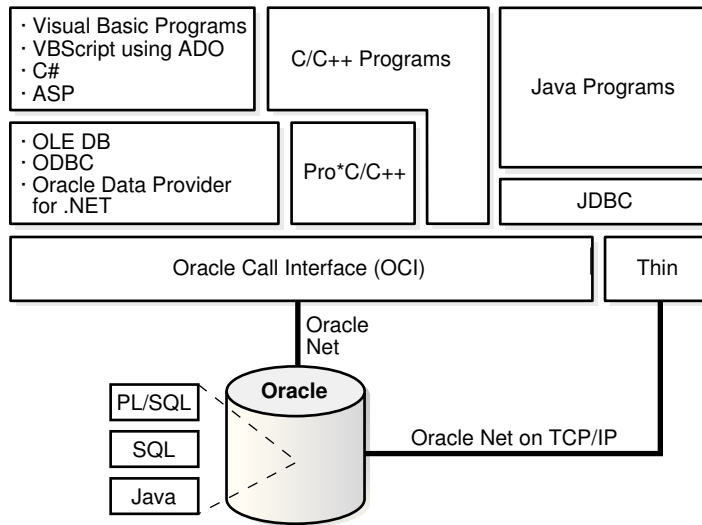 · Visual Basic Programs
· VBScript using ADO
· C#
· ASP
C/C++ Programs
Java Programs
· OLE DB
· ODBC
· Oracle Data Provider
for .NET
Pro*C/C++
JDBC
Oracle Call Interface (OCI)
Thin
Oracle
Net
Oracle
PL/SQL
SQL
Java
Oracle Net on TCP/IP